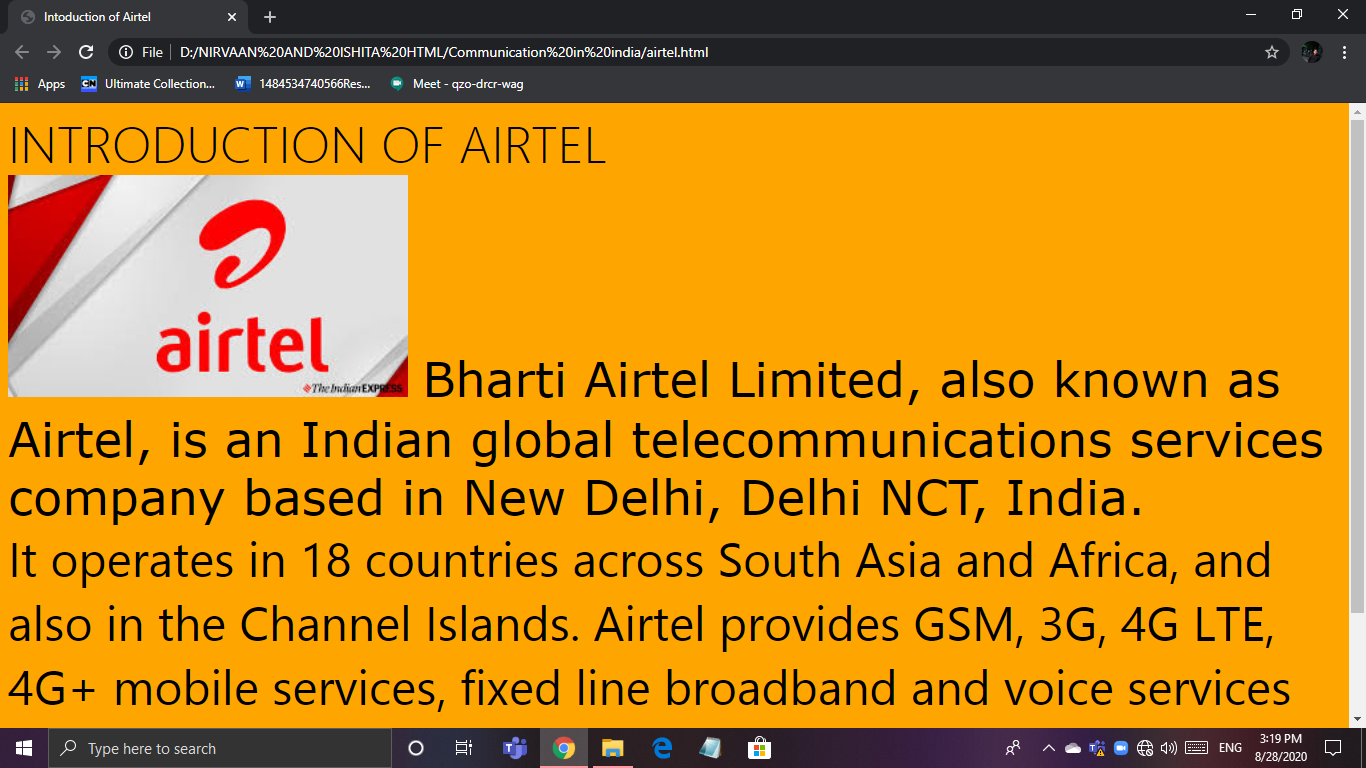 Intoduction of Airtel
File D:/NIRVAAN%20AND%20ISHITA%20HTML/Communication%20in%20india/airtel.html
Apps CN Ultimate Collection... W 1484534740566Res... Meet - qzo-drcr-wag
INTRODUCTION OF AIRTEL
airtel
The Indian EXPRESS
Bharti Airtel Limited, also known as
Airtel, is an Indian global telecommunications services
company based in New Delhi, Delhi NCT, India.
It operates in 18 countries across South Asia and Africa, and
also in the Channel Islands. Airtel provides GSM, 3G, 4G LTE,
4G+ mobile services, fixed line broadband and voice services
Type here to search
ENG
3:19 PM
8/28/2020